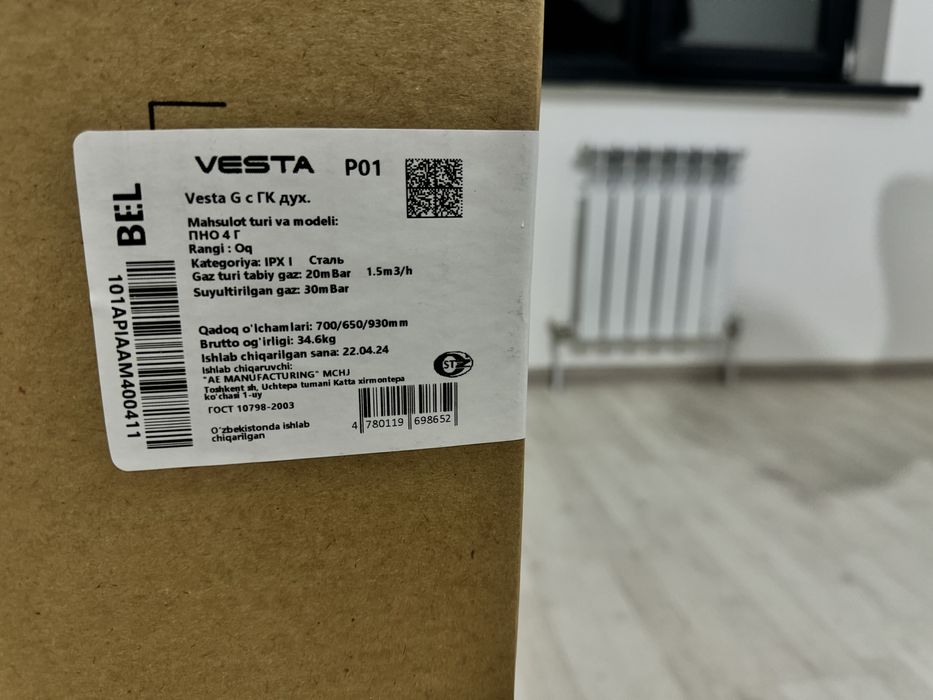 VESTA P01
Vesta G с ГК дух.
Mahsulot turi va modeli:
ПНО 4 Г
Rangi : Oq
Kategoriya: IPX I Сталь
Gaz turi tabiy gaz: 20mBar 1.5m3/h
Suyultirilgan gaz: 30mBar
Qadoq o'lchamlari: 700/650/930mm
Brutto og'irligi: 34.6kg
Ishlab chiqarilgan sana: 22.04.24
Ishlab chiqaruvchi:
"AE MANUFACTURING" MCHJ
Toshkent sh, Uchtepa tumani Katta xirmontepa
ko'chasi 1-uy
ГОСТ 10798-2003
O'zbekistonda ishlab
chiqarilgan
4 780119 698652
BEL
101APIAAM400411
ST